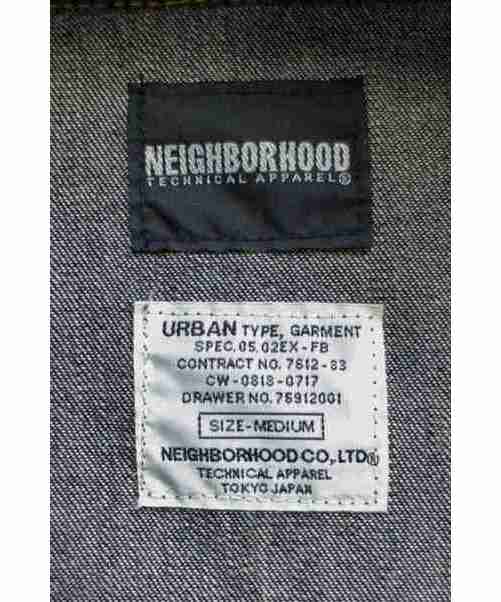 NEIGHBORHOOD
TECHNICAL APPAREL®
URBAN TYPE, GARMENT
SPEC. 05.02EX-FB
CONTRACT NO. 7612-83
CW-0818-0717
DRAWER NO. 75912001
SIZE-MEDIUM
NEIGHBORHOOD CO., LTD®
TECHNICAL APPAREL
TOKYO JAPAN